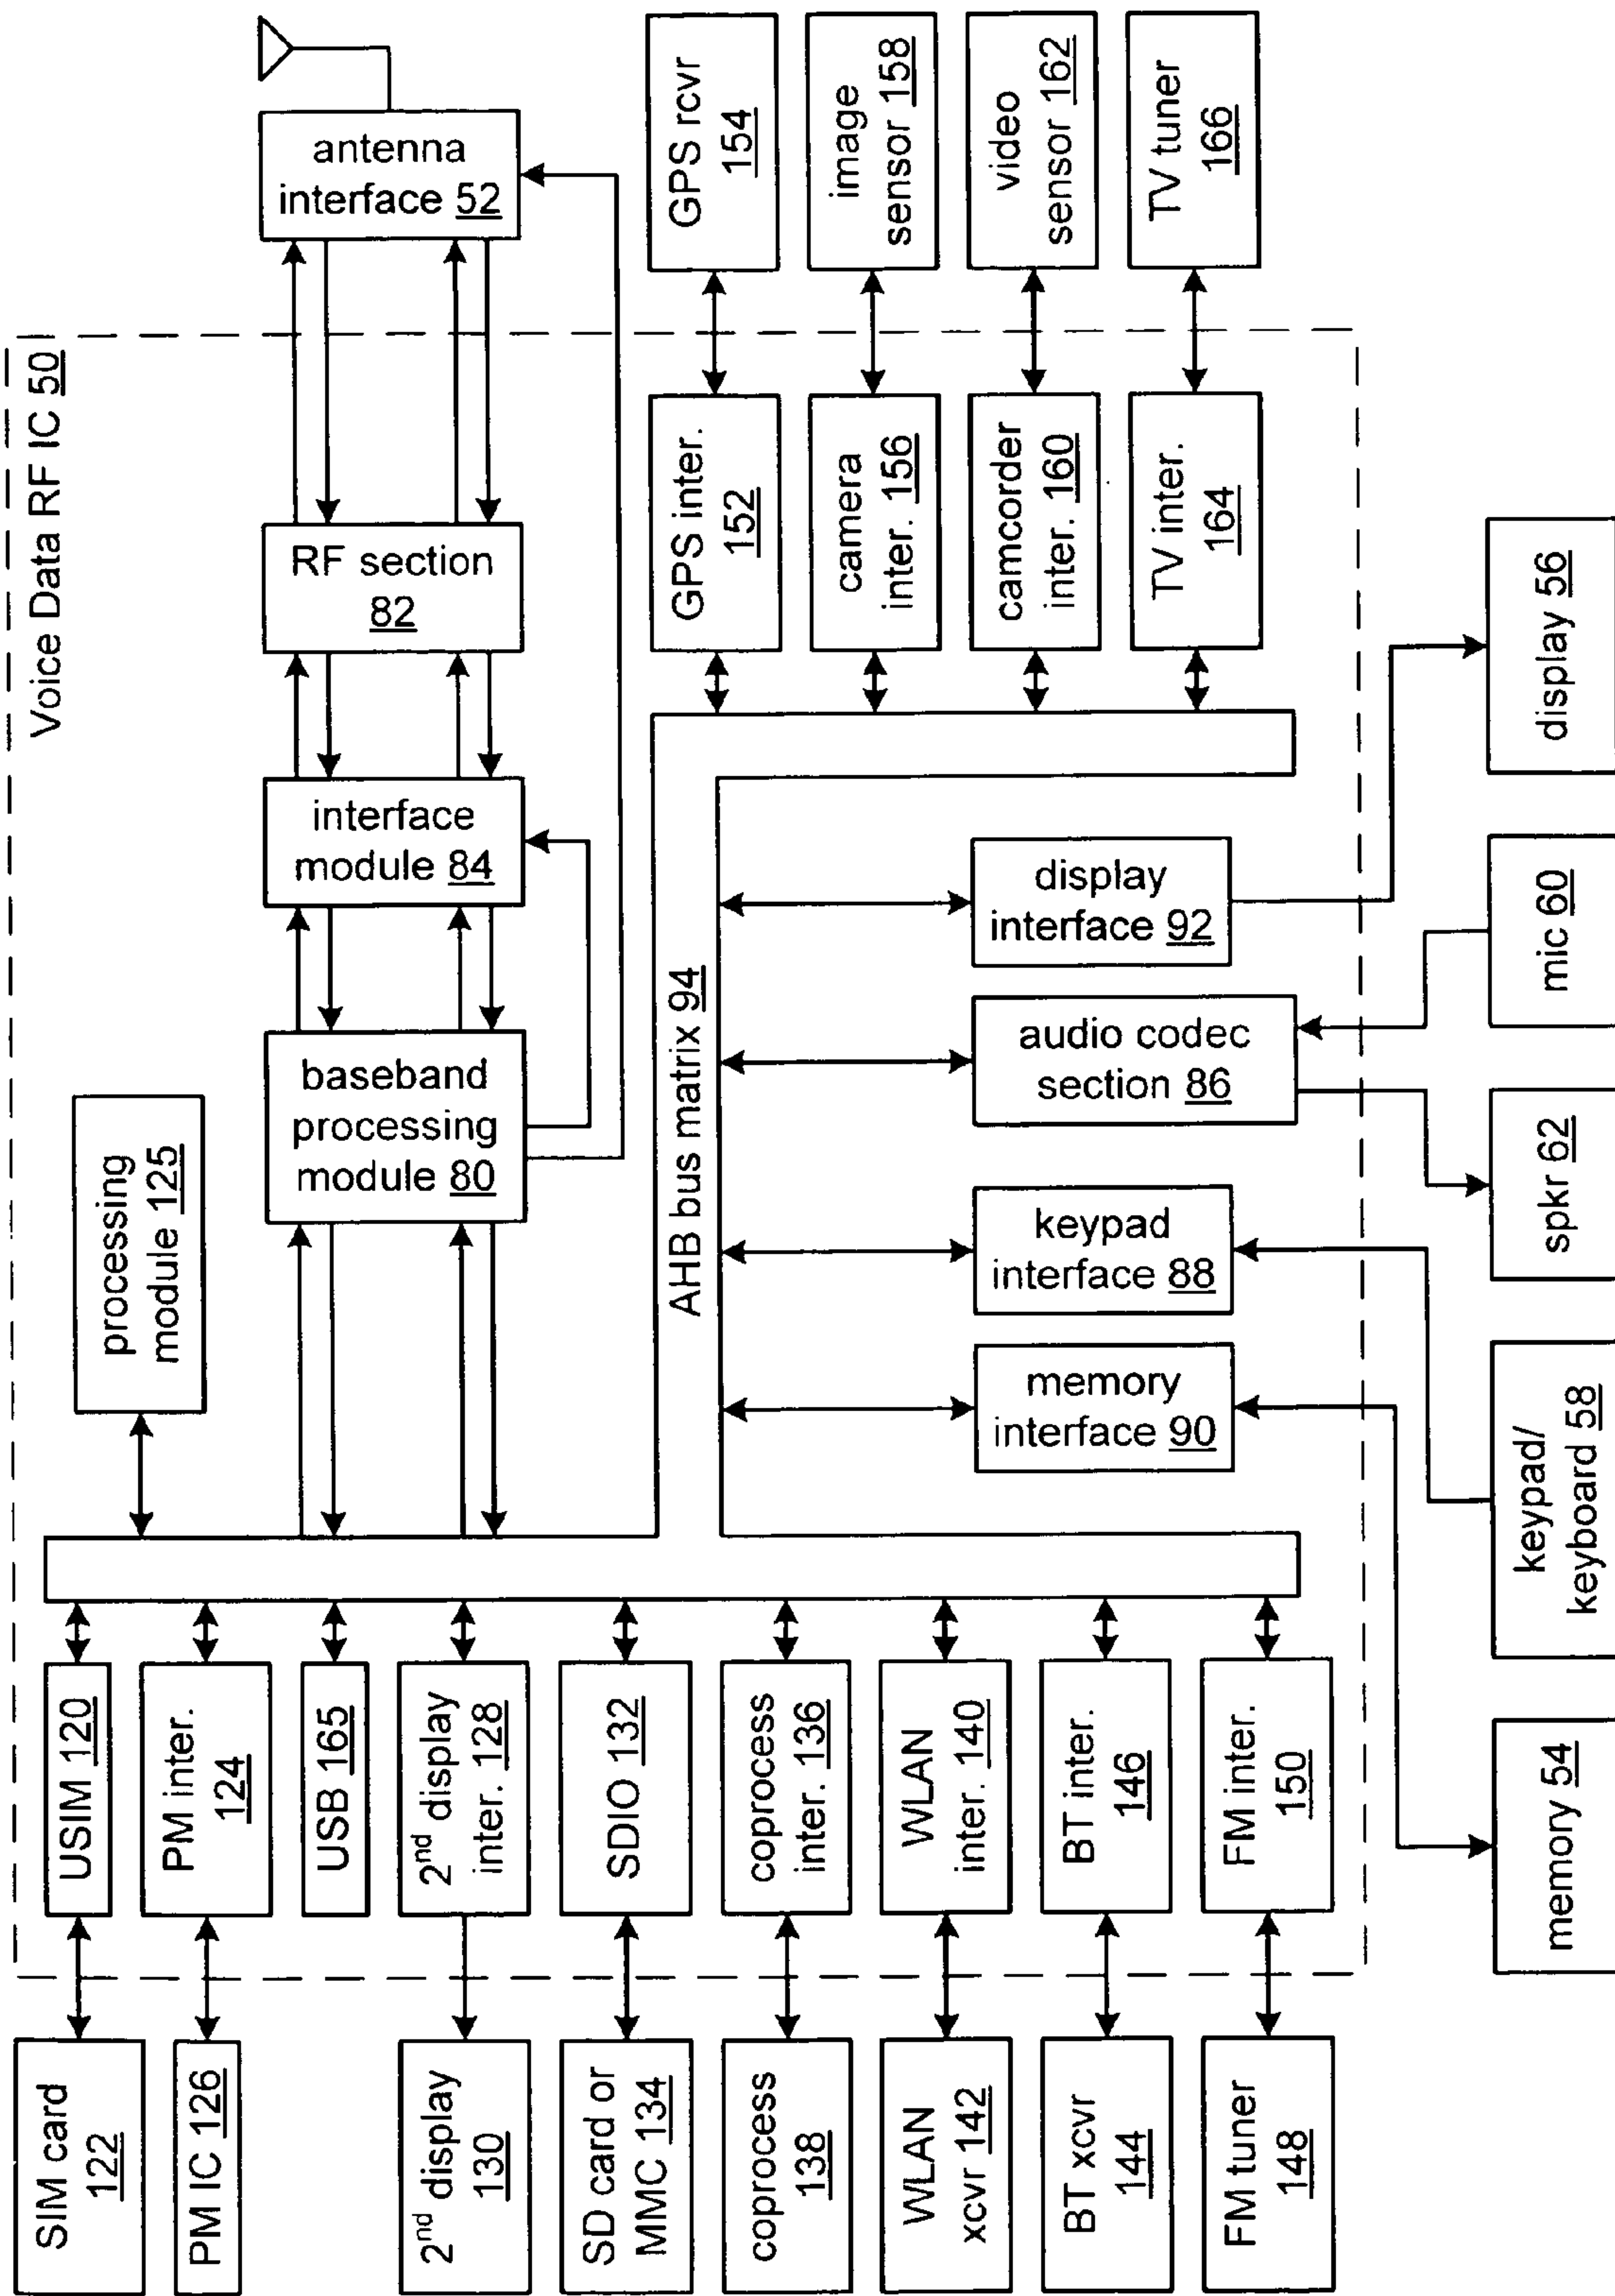 Voice Data RF IC 50
antenna
interface 52
RF section
82
interface
module 84
baseband
processing
module 80
processing
module 125
AHB bus matrix 94
GPS rcvr
154
image
sensor 158
video
sensor 162
TV tuner
166
GPS inter.
152
camera
inter. 156
camcorder
inter. 160
TV inter.
164
display
interface 92
audio codec
section 86
keypad
interface 88
memory
interface 90
display 56
mic 60
spkr 62
keypad/
keyboard 58
memory 54
USIM 120
PM inter.
124
USB 165
2nd display
inter. 128
SDIO 132
coprocess
inter. 136
WLAN
inter. 140
BT inter.
146
FM inter.
150
SIM card
122
PM IC 126
2nd display
130
SD card or
MMC 134
coprocess
138
WLAN
xcvr 142
BT xcvr
144
FM tuner
148